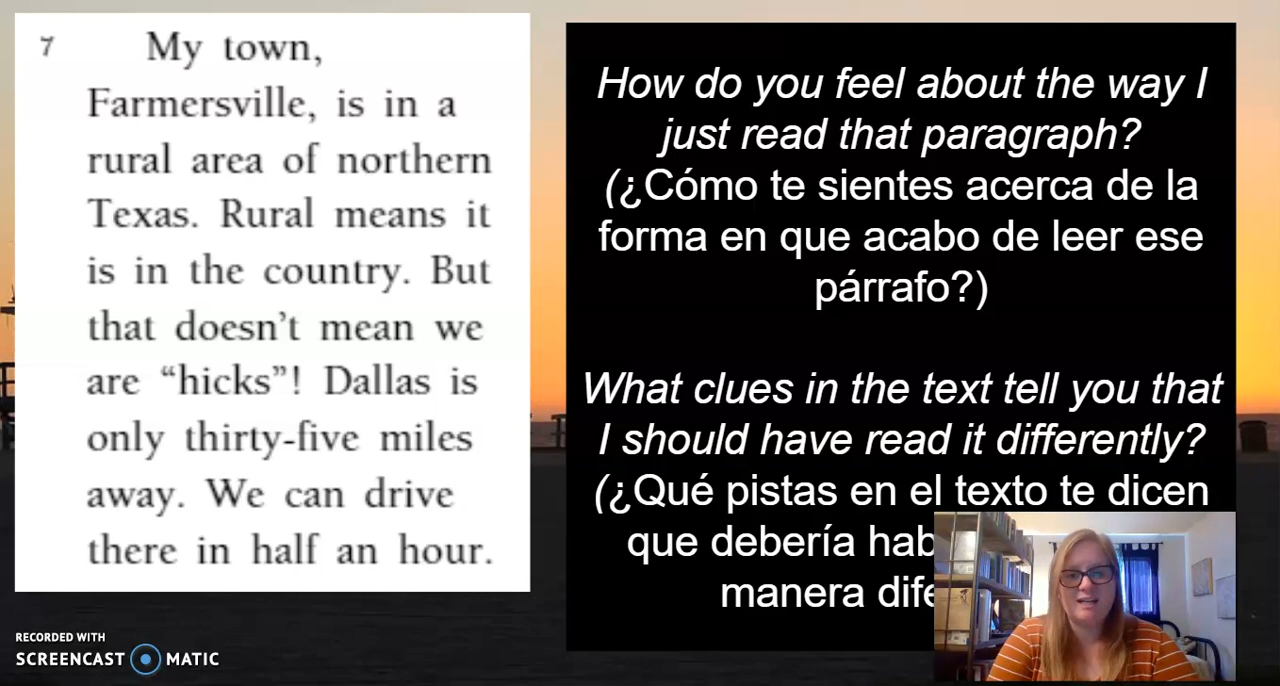 7 My town,
Farmersville, is in a
rural area of northern
Texas. Rural means it
is in the country. But
that doesn't mean we
are “hicks”! Dallas is
only thirty-five miles
away. We can drive
there in half an hour.
How do you feel about the way I
just read that paragraph?
(¿Cómo te sientes acerca de la
forma en que acabo de leer ese
párrafo?)
What clues in the text tell you that
I should have read it differently?
(¿Qué pistas en el texto te dicen
que debería
manera
RECORDED WITH
SCREENCAST MATIC